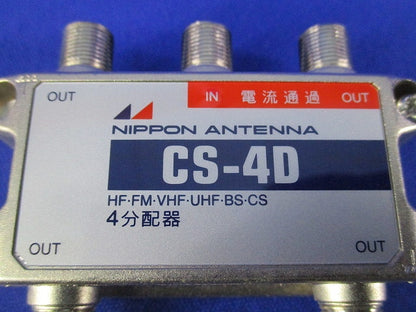 OUT
IN 電流通過 OUT
NIPPON ANTENNA
CS-4D
HF·FM·VHF·UHF·BS·CS
4分配器
OUT
OUT